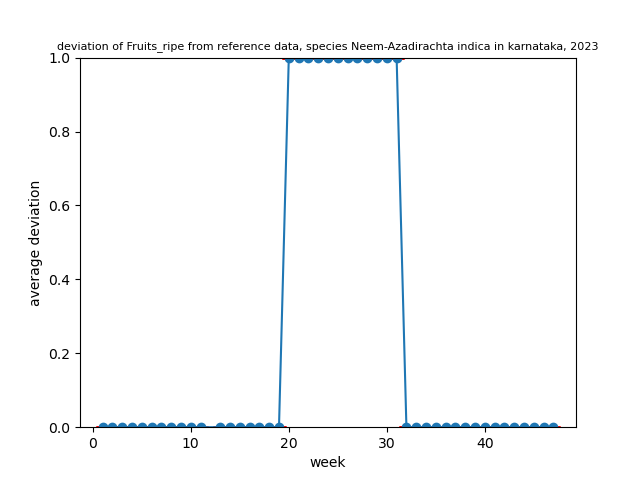 deviation of Fruits_ripe from reference data, species Neem-Azadirachta indica in karnataka, 2023
1.0
0.8
0.6
0.4
0.2
0.0
average deviation
0 10 20 30 40
week